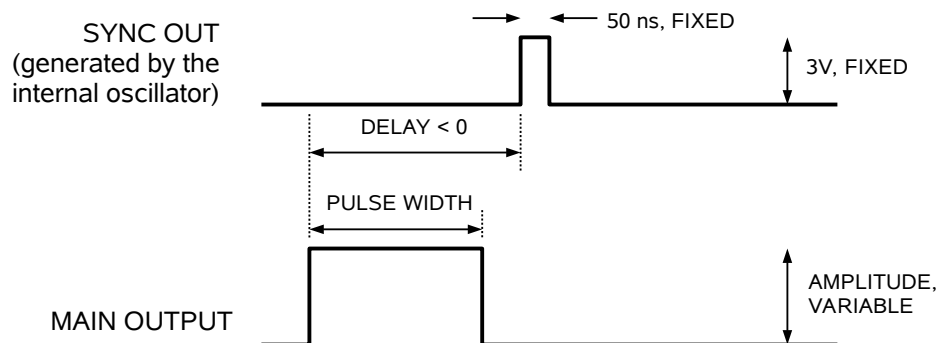 50 ns, FIXED
SYNC OUT
(generated by the
internal oscillator)
3V, FIXED
DELAY < 0
PULSE WIDTH
AMPLITUDE,
VARIABLE
MAIN OUTPUT